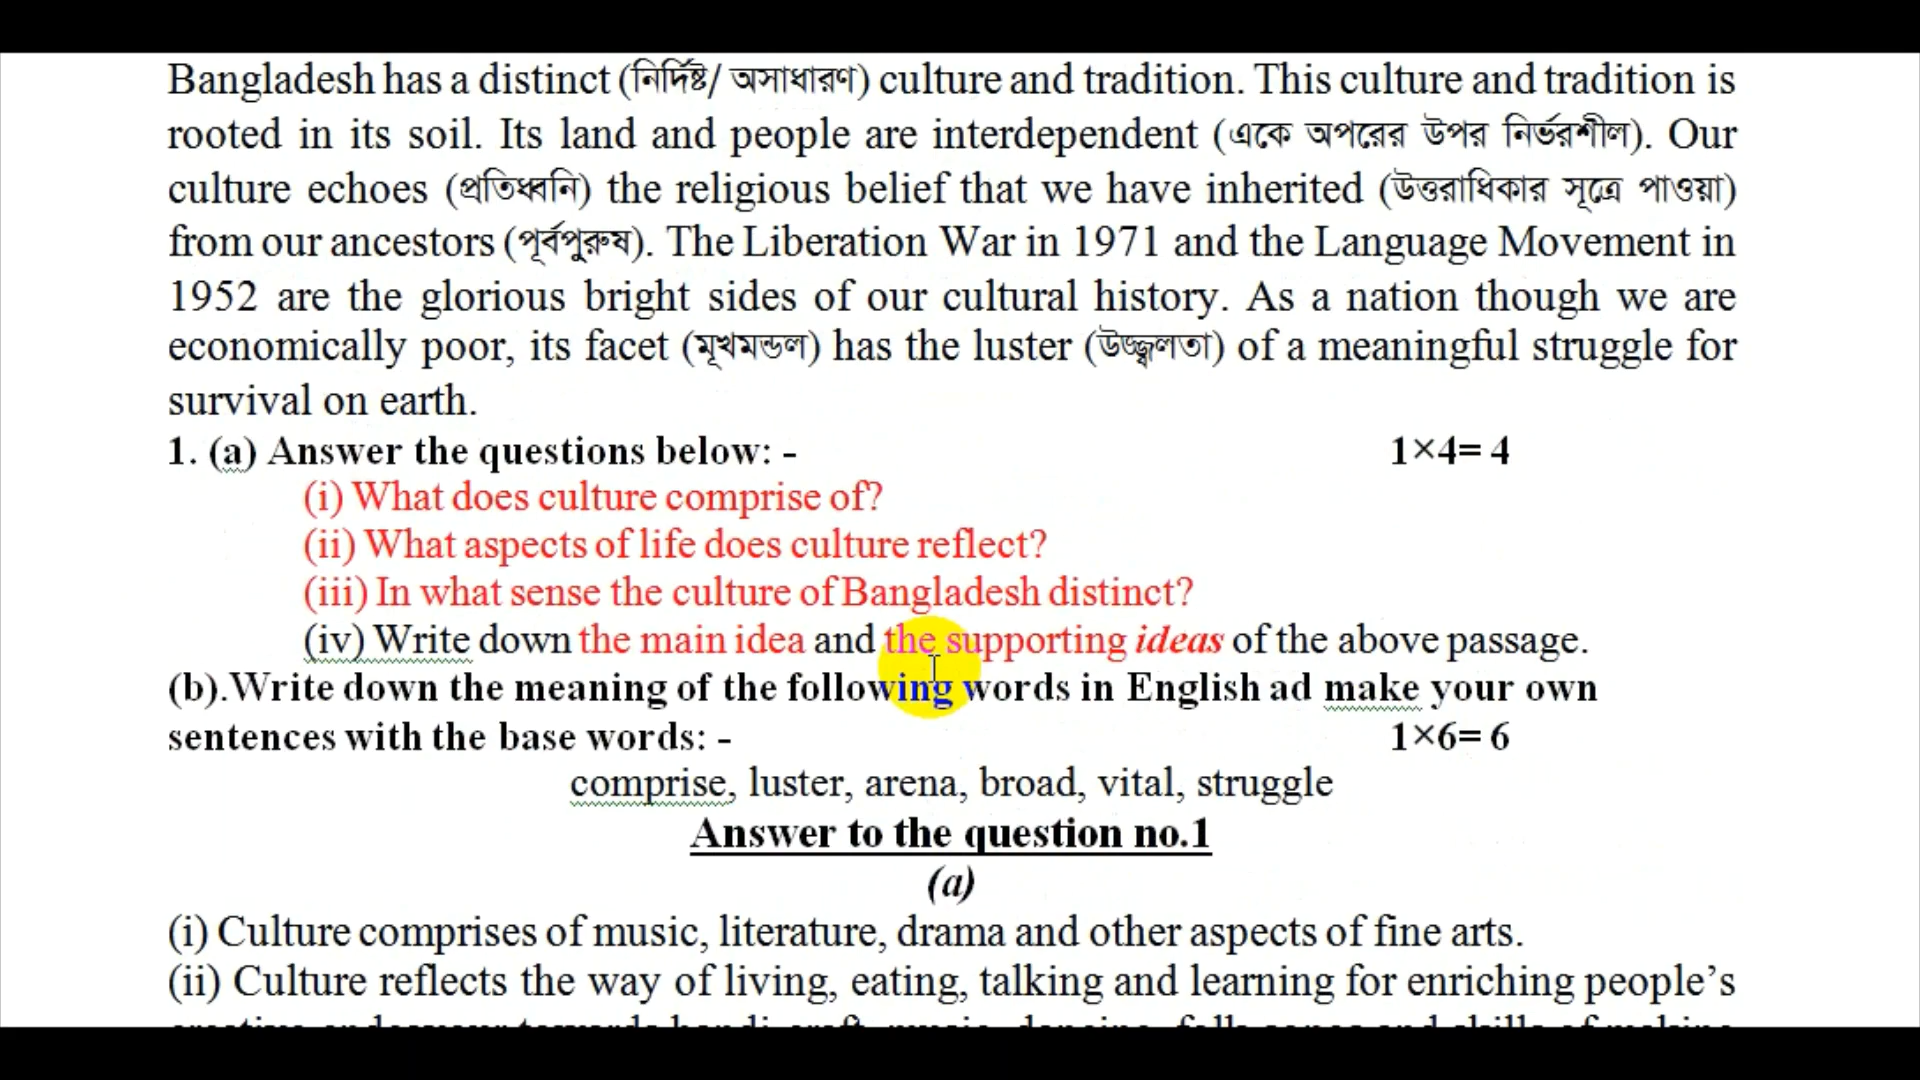 Bangladesh has a distinct (নির্দিষ্ট/ অসাধারণ) culture and tradition. This culture and tradition is
rooted in its soil. Its land and people are interdependent (একে অপরের উপর নির্ভরশীল). Our
culture echoes (প্রতিধ্বনি) the religious belief that we have inherited (উত্তরাধিকার সূত্রে পাওয়া)
from our ancestors (পূর্বপুরুষ). The Liberation War in 1971 and the Language Movement in
1952 are the glorious bright sides of our cultural history. As a nation though we are
economically poor, its facet (মূখমন্ডল) has the luster (উজ্জ্বলতা) of a meaningful struggle for
survival on earth.
1. (a) Answer the questions below: - 1×4= 4
(i) What does culture comprise of?
(ii) What aspects of life does culture reflect?
(iii) In what sense the culture of Bangladesh distinct?
(iv) Write down the main idea and the supporting ideas of the above passage.
(b).Write down the meaning of the following words in English ad make your own
sentences with the base words: - 1×6= 6
comprise, luster, arena, broad, vital, struggle
Answer to the question no.1
(a)
(i) Culture comprises of music, literature, drama and other aspects of fine arts.
(ii) Culture reflects the way of living, eating, talking and learning for enriching people’s